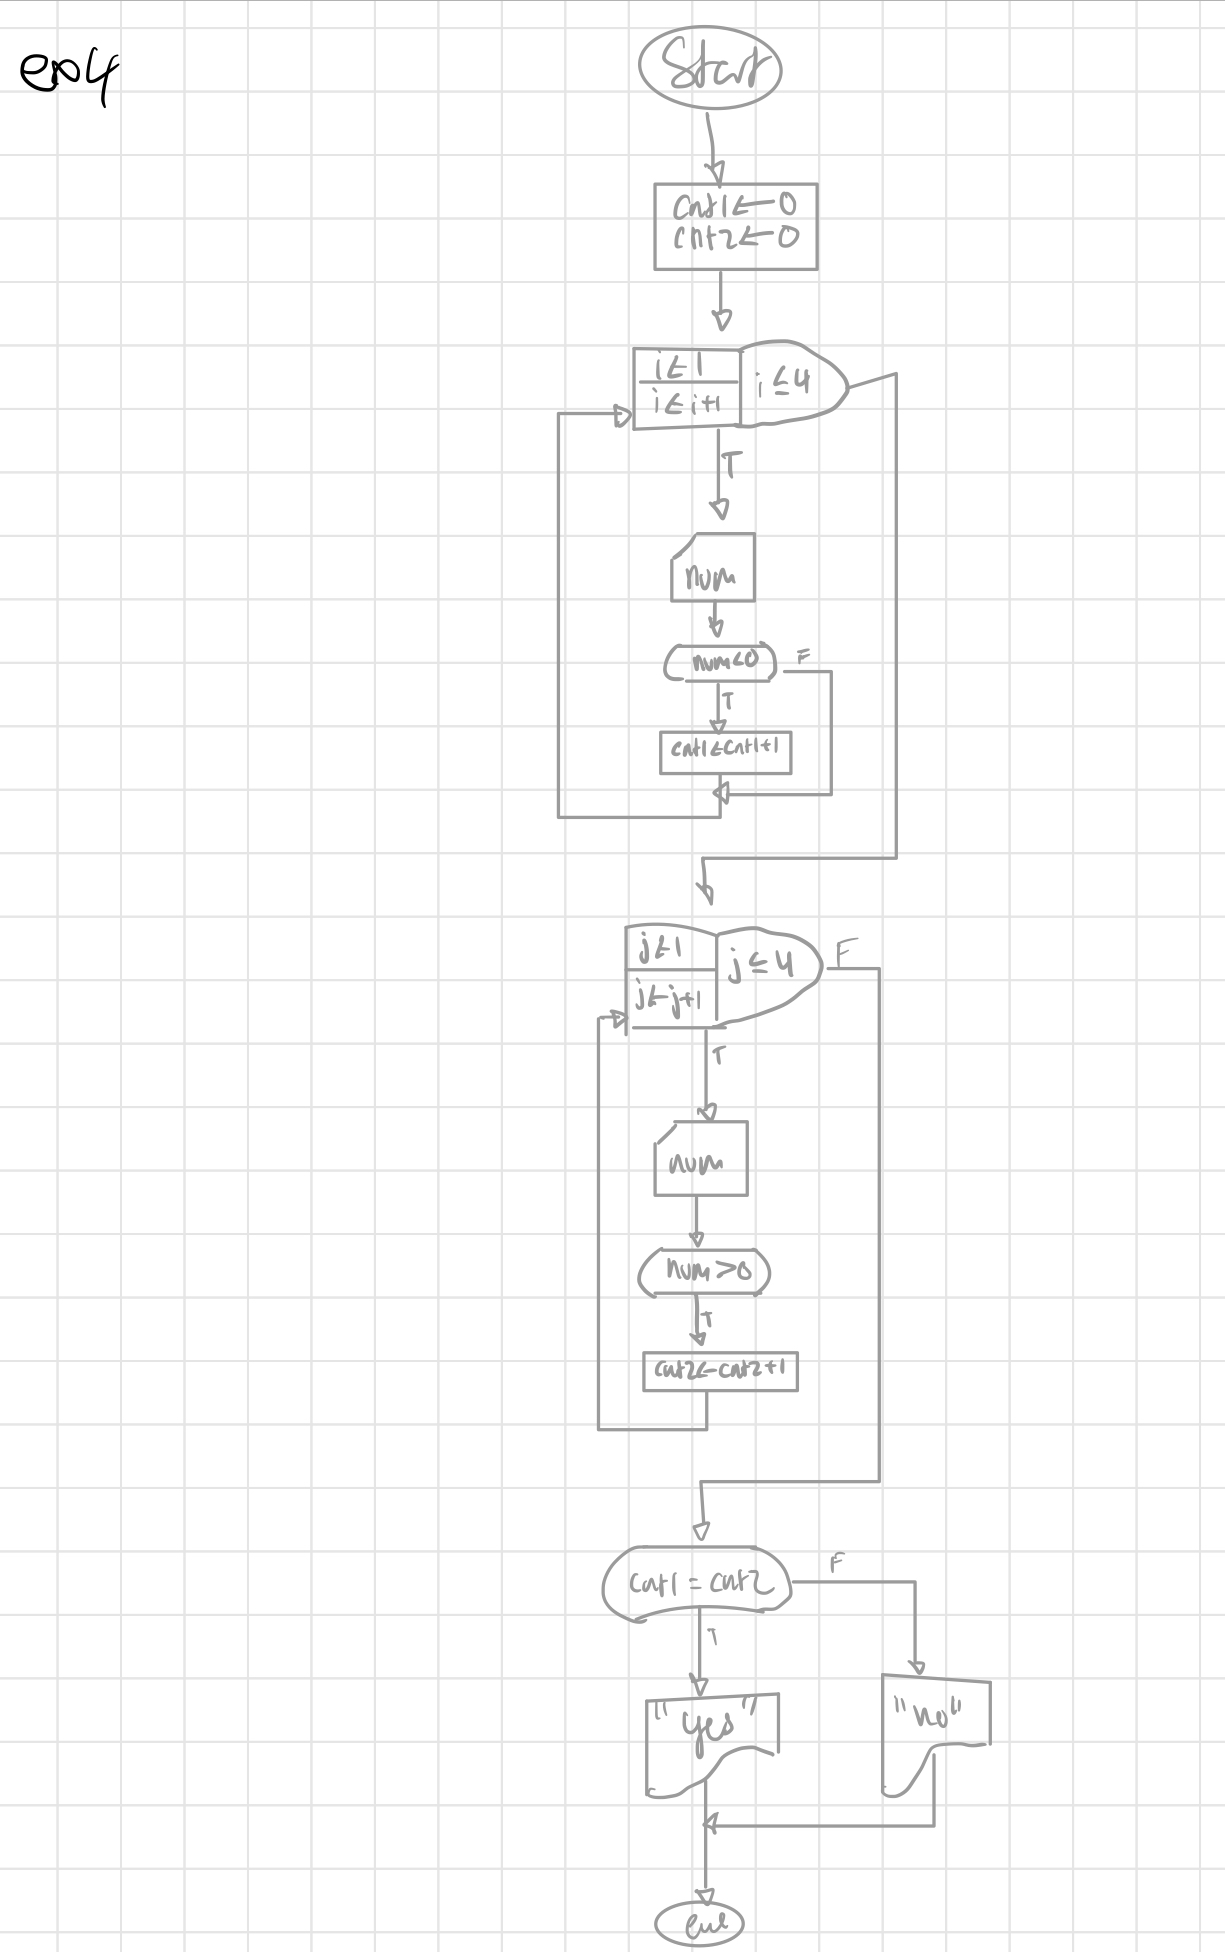 ex4
Start
cnt1←0
cnt2←0
i←1
i←i+1
i≤4
T
num
num<0
F
T
cnt1←cnt1+1
j←1
j←j+1
j≤4
F
T
num
num>0
T
cnt2←cnt2+1
cnt1=cnt2
F
T
"yes"
"no"
end